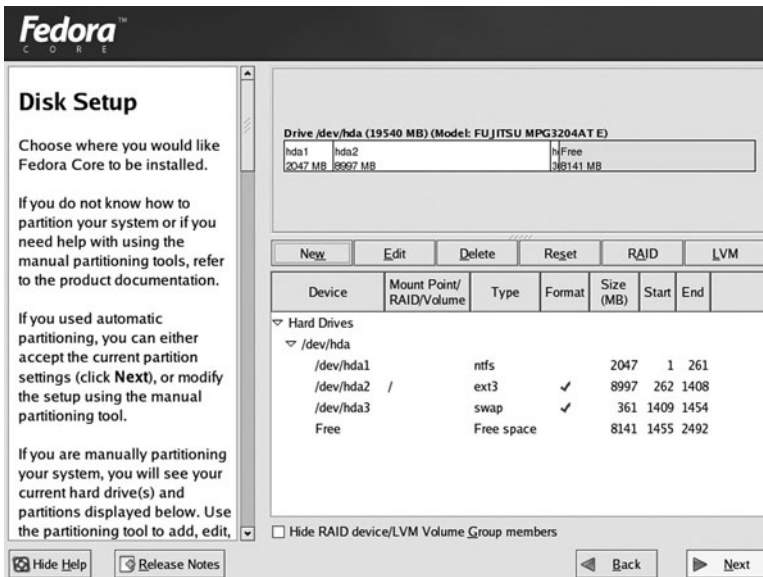 Fedora™
CORE
Disk Setup
Choose where you would like
Fedora Core to be installed.
If you do not know how to
partition your system or if you
need help with using the
manual partitioning tools, refer
to the product documentation.
If you used automatic
partitioning, you can either
accept the current partition
settings (click Next), or modify
the setup using the manual
partitioning tool.
If you are manually partitioning
your system, you will see your
current hard drive(s) and
partitions displayed below. Use
the partitioning tool to add, edit,
Drive /dev/hda (19540 MB) (Model: FUJITSU MPG3204AT E)
hda1 hda2 Free
2047 MB 8997 MB 8141 MB
New Edit Delete Reset RAID LVM
Device Mount Point/ RAID/Volume Type Format Size (MB) Start End
Hard Drives
/dev/hda
/dev/hda1 ntfs 2047 1 261
/dev/hda2 / ext3 ✓ 8997 262 1408
/dev/hda3 swap ✓ 361 1409 1454
Free Free space 8141 1455 2492
Hide RAID device/LVM Volume Group members
Hide Help Release Notes Back Next